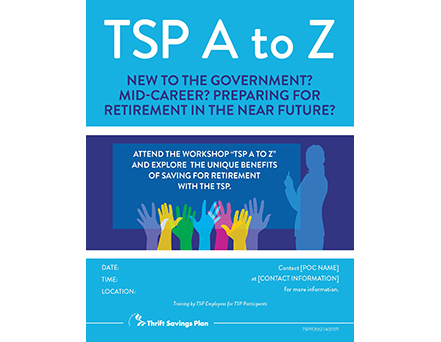 TSP A to Z
NEW TO THE GOVERNMENT?
MID-CAREER? PREPARING FOR
RETIREMENT IN THE NEAR FUTURE?
ATTEND THE WORKSHOP “TSP A TO Z”
AND EXPLORE THE UNIQUE BENEFITS
OF SAVING FOR RETIREMENT
WITH THE TSP.
DATE:
TIME:
LOCATION:
Contact [POC NAME]
at [CONTACT INFORMATION]
for more information.
Training by TSP Employees for TSP Participants
Thrift Savings Plan